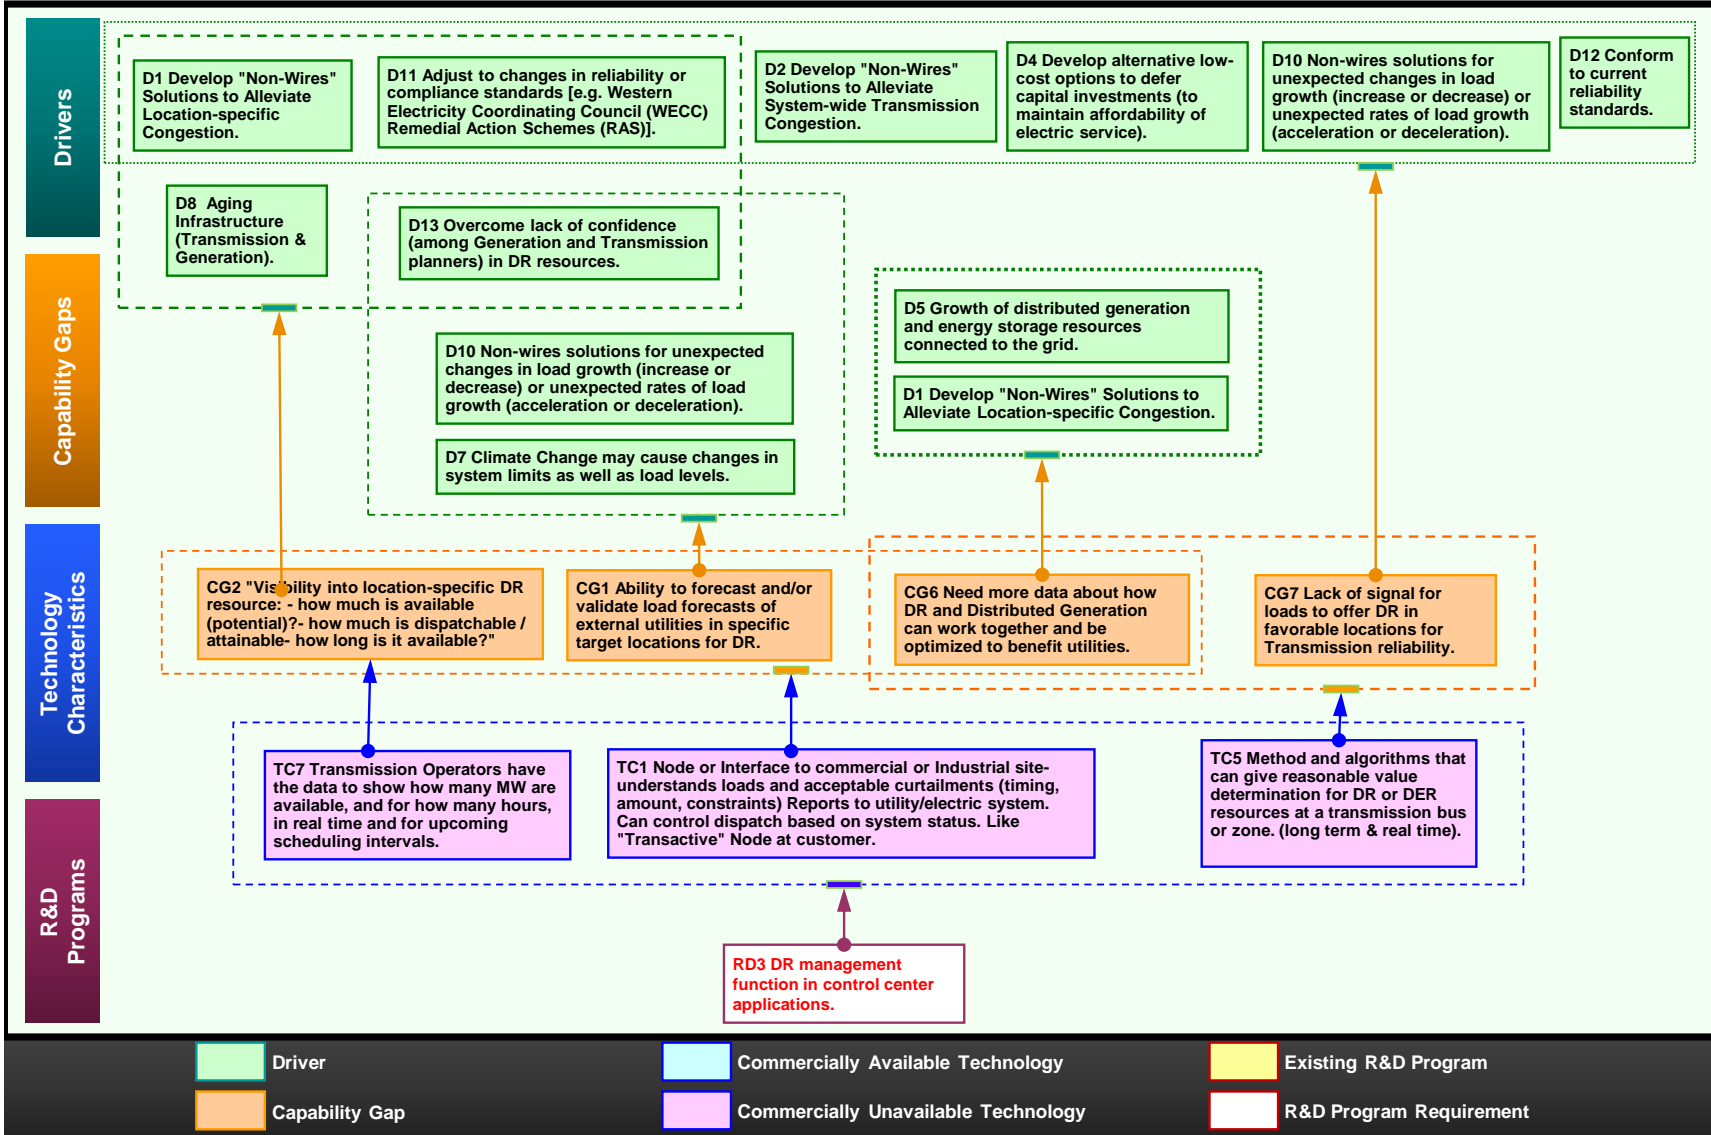 Drivers
D1 Develop "Non-Wires"
Solutions to Alleviate
Location-specific
Congestion.
D11 Adjust to changes in reliability or
compliance standards [e.g. Western
Electricity Coordinating Council (WECC)
Remedial Action Schemes (RAS)].
D2 Develop "Non-Wires"
Solutions to Alleviate
System-wide Transmission
Congestion.
D4 Develop alternative low-
cost options to defer
capital investments (to
maintain affordability of
electric service).
D10 Non-wires solutions for
unexpected changes in load
growth (increase or decrease) or
unexpected rates of load growth
(acceleration or deceleration).
D12 Conform
to current
reliability
standards.
D8 Aging
Infrastructure
(Transmission &
Generation).
D13 Overcome lack of confidence
(among Generation and Transmission
planners) in DR resources.
Capability Gaps
D10 Non-wires solutions for unexpected
changes in load growth (increase or
decrease) or unexpected rates of load
growth (acceleration or deceleration).
D7 Climate Change may cause changes in
system limits as well as load levels.
D5 Growth of distributed generation
and energy storage resources
connected to the grid.
D1 Develop "Non-Wires" Solutions to
Alleviate Location-specific Congestion.
Technology
Characteristics
CG2 "Visibility into location-specific DR
resource: - how much is available
(potential)?- how much is dispatchable /
attainable- how long is it available?"
CG1 Ability to forecast and/or
validate load forecasts of
external utilities in specific
target locations for DR.
CG6 Need more data about how
DR and Distributed Generation
can work together and be
optimized to benefit utilities.
CG7 Lack of signal for
loads to offer DR in
favorable locations for
Transmission reliability.
TC7 Transmission Operators have
the data to show how many MW are
available, and for how many hours,
in real time and for upcoming
scheduling intervals.
TC1 Node or Interface to commercial or Industrial site-
understands loads and acceptable curtailments (timing,
amount, constraints) Reports to utility/electric system.
Can control dispatch based on system status. Like
"Transactive" Node at customer.
TC5 Method and algorithms that
can give reasonable value
determination for DR or DER
resources at a transmission bus
or zone. (long term & real time).
R&D
Programs
RD3 DR management
function in control center
applications.
Driver
Commercially Available Technology
Existing R&D Program
Capability Gap
Commercially Unavailable Technology
R&D Program Requirement